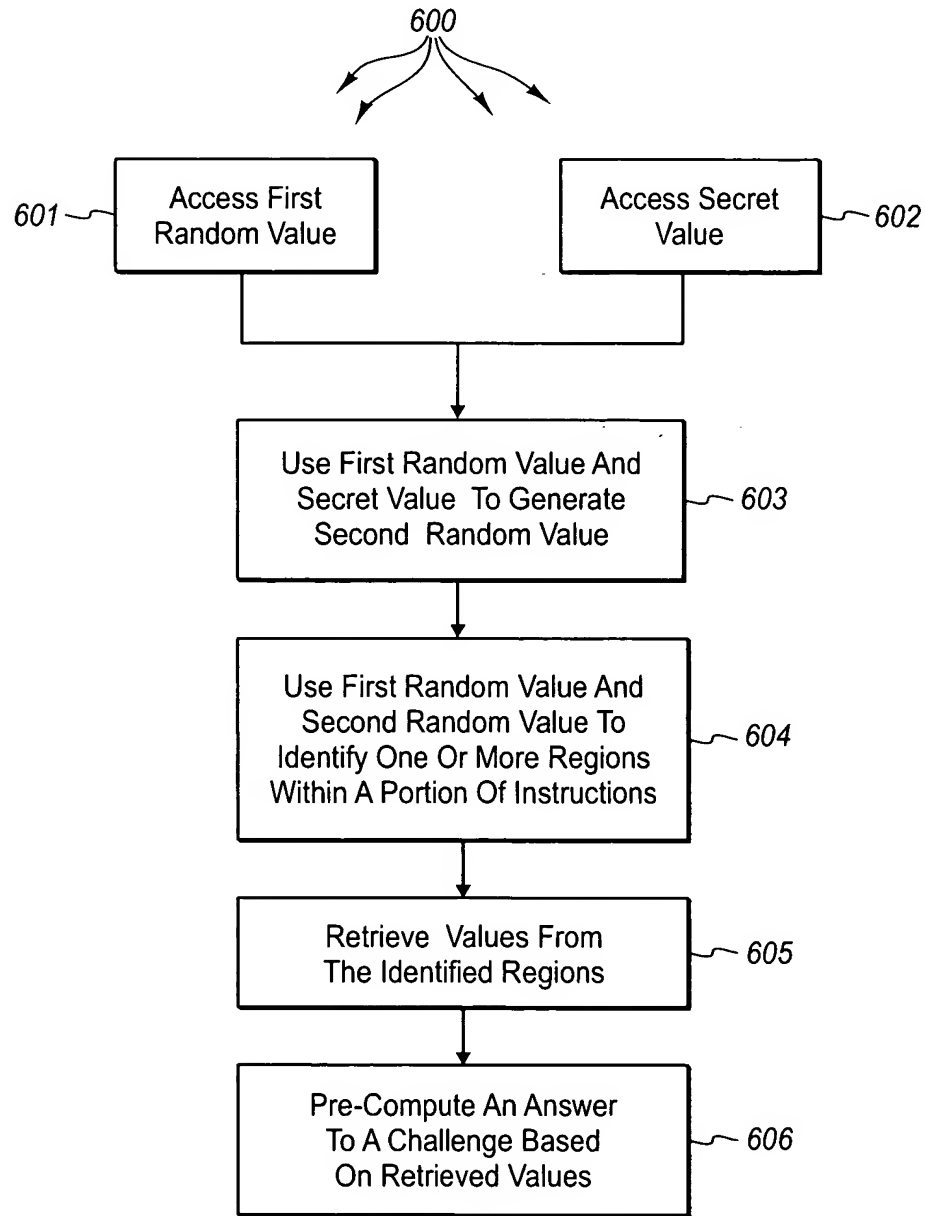 600
601
Access First
Random Value
Access Secret
Value
602
Use First Random Value And
Secret Value To Generate
Second Random Value
603
Use First Random Value And
Second Random Value To
Identify One Or More Regions
Within A Portion Of Instructions
604
Retrieve Values From
The Identified Regions
605
Pre-Compute An Answer
To A Challenge Based
On Retrieved Values
606